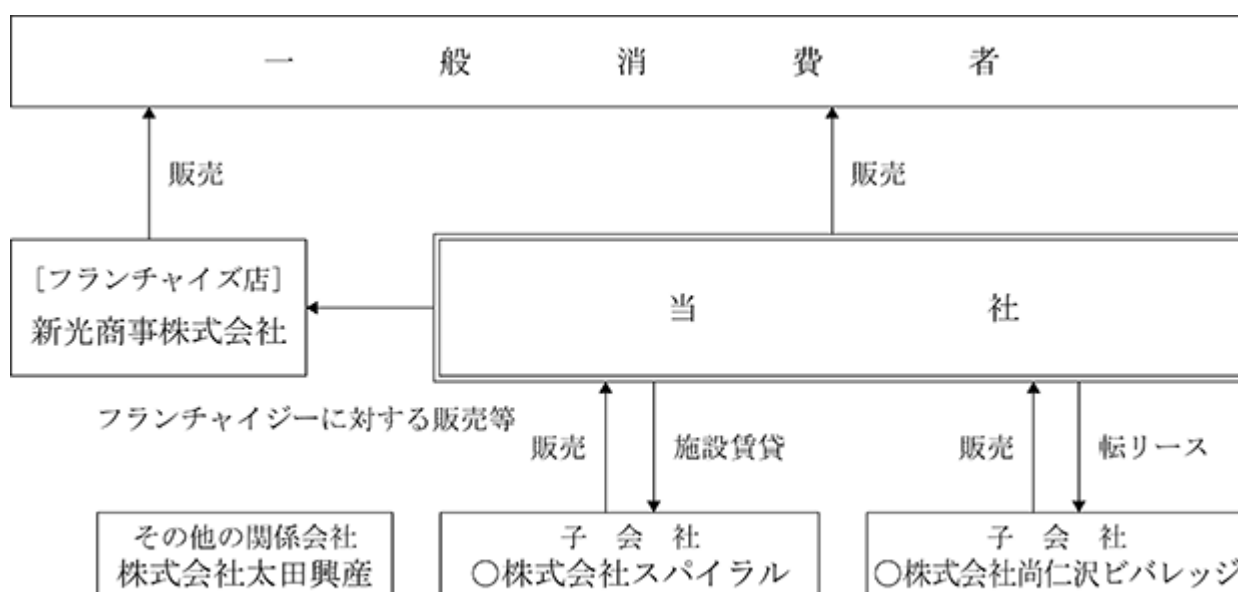 一般消費者
販売
販売
［フランチャイズ店］
新光商事株式会社
当社
フランチャイジーに対する販売等
販売
施設賃貸
販売
転リース
その他の関係会社
株式会社太田興産
子会社
○株式会社スパイラル
子会社
○株式会社尚仁沢ビバレッジ